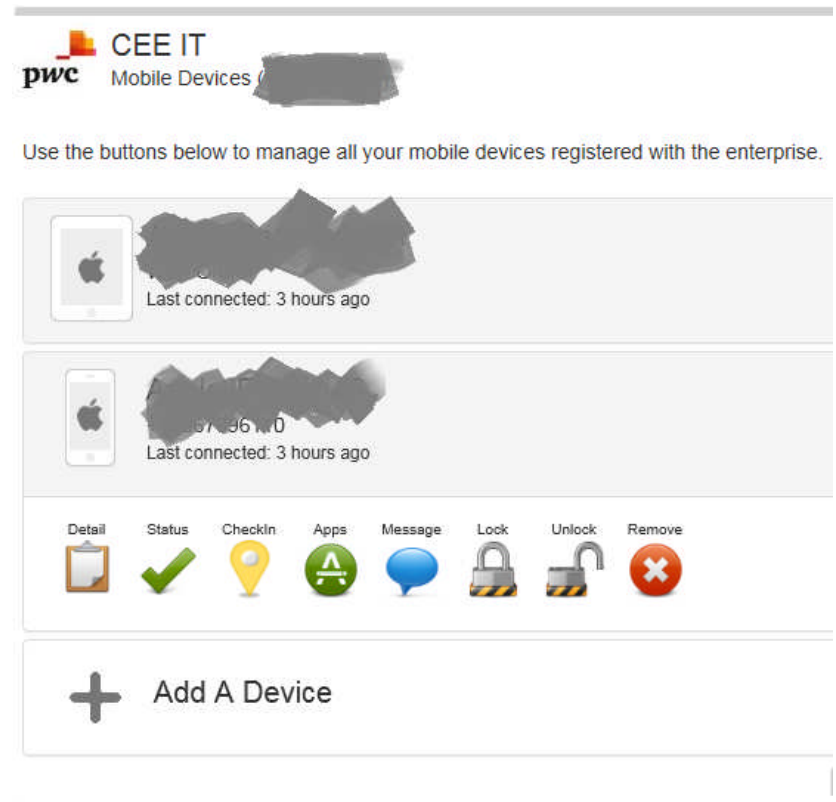 pwc
CEE IT
Mobile Devices (
Use the buttons below to manage all your mobile devices registered with the enterprise.
Last connected: 3 hours ago
Last connected: 3 hours ago
Detail Status CheckIn Apps Message Lock Unlock Remove
Add A Device